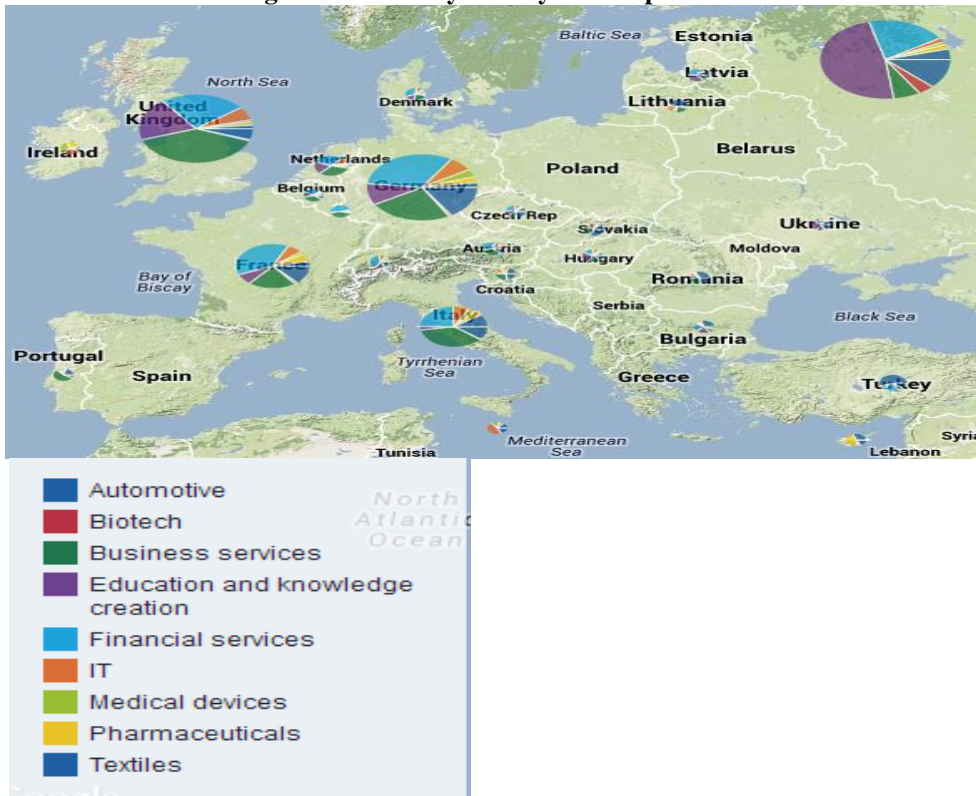 Baltic Sea
Estonia
North Sea
Latvia
Denmark
Lithuania
United
Kingdom
Ireland
Netherlands
Belarus
Poland
Belgium
Germany
Czech Rep
Slovakia
Ukraine
Austria
Hungary
Moldova
France
Bay of
Biscay
Croatia
Romania
Serbia
Italy
Black Sea
Bulgaria
Portugal
Spain
Tyrrhenian
Sea
Greece
Turkey
Mediterranean
Sea
Tunisia
Lebanon
Automotive
Biotech
Business services
Education and knowledge
creation
Financial services
IT
Medical devices
Pharmaceuticals
Textiles
North
Atlantic
Ocean